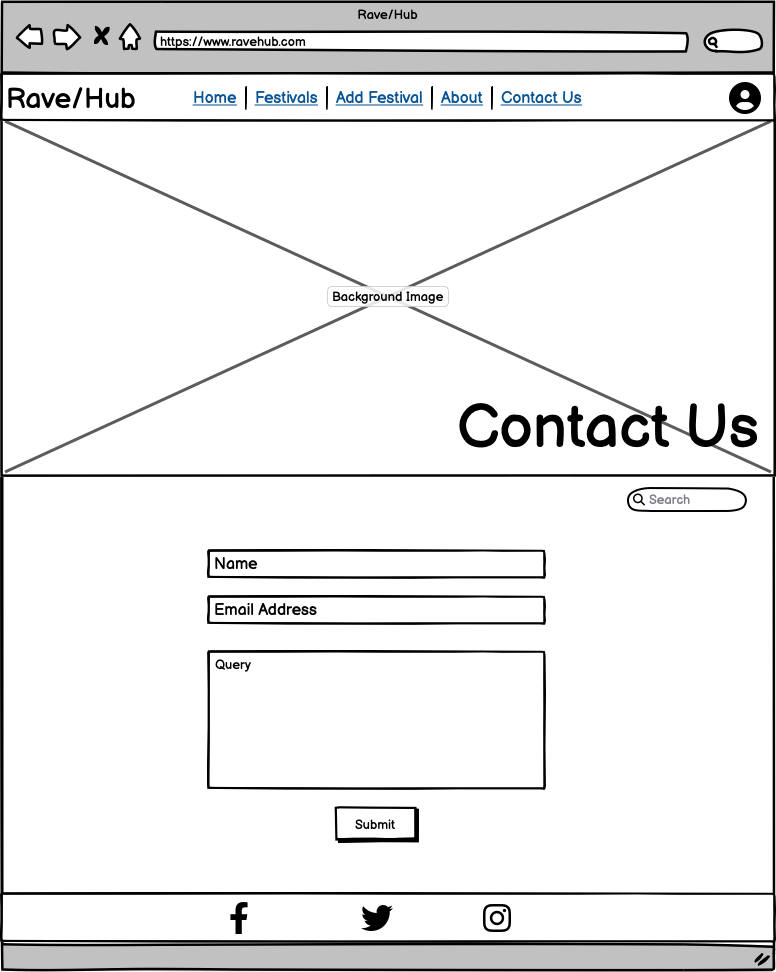 Rave/Hub
https://www.ravehub.com
Rave/Hub
Home Festivals Add Festival About Contact Us
Background Image
Contact Us
Search
Name
Email Address
Query
Submit